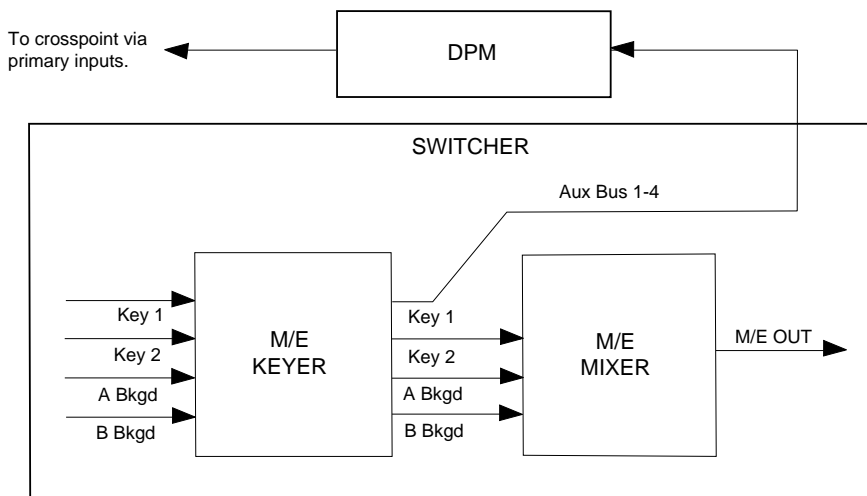 To crosspoint via
primary inputs.
DPM
SWITCHER
Aux Bus 1-4
Key 1
Key 2
A Bkgd
B Bkgd
M/E
KEYER
Key 1
Key 2
A Bkgd
B Bkgd
M/E
MIXER
M/E OUT